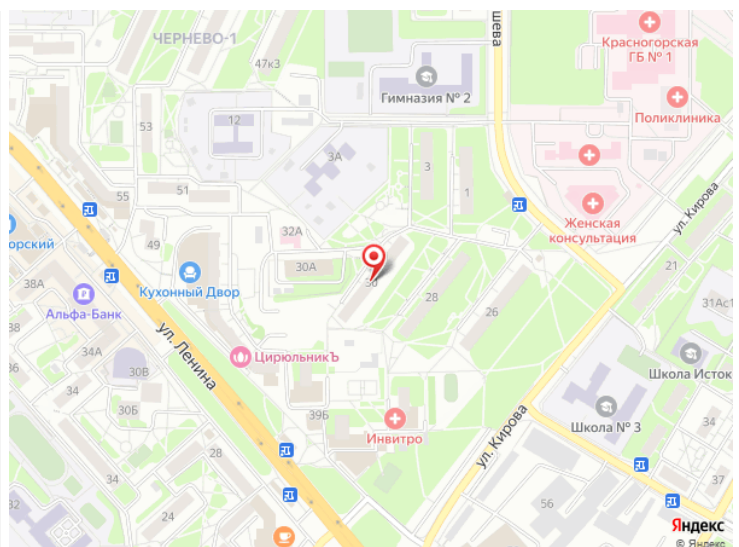 ЧЕРНЕВО-1
47к3
Гимназия № 2
шева
Красногорская
ГБ № 1
Поликлиника
53
12
3А
3
1
55
51
49
32А
30А
30
28
26
Женская
консультация
ул. Кирова
21
31Ас1
орский
38А
Кухонный Двор
Альфа-Банк
34А
30В
30Б
ул. Ленина
ЦирюльникЪ
39Б
Инвитро
ул. Кирова
Школа Исток
Школа № 3
34
37
56
28
24
32
Яндекс
© Яндекс